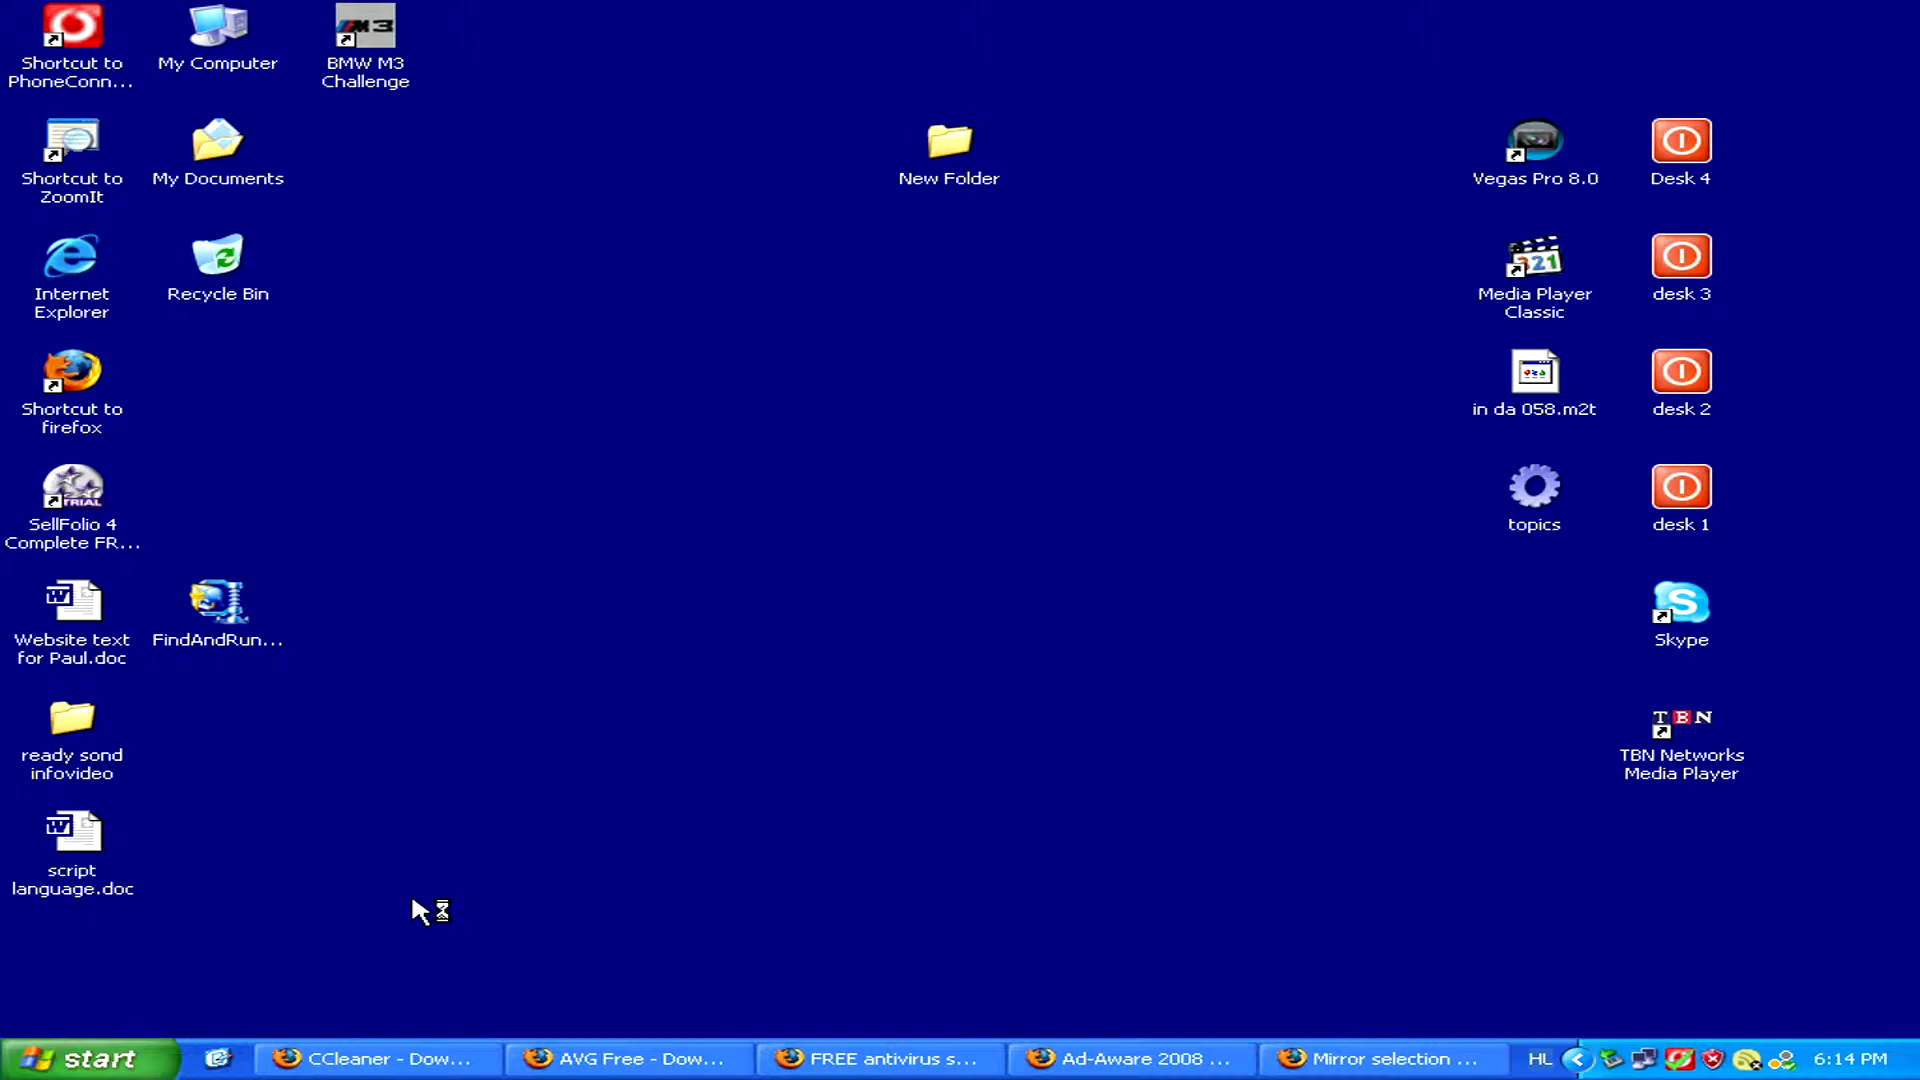 Shortcut to
PhoneConn...
My Computer
M3
BMW M3
Challenge
Shortcut to
ZoomIt
My Documents
New Folder
Vegas Pro 8.0
Desk 4
Internet
Explorer
Recycle Bin
321
Media Player
Classic
desk 3
Shortcut to
firefox
in da 058.m2t
desk 2
TRIAL
SellFolio 4
Complete FR...
topics
desk 1
W
Website text
for Paul.doc
FindAndRun...
S
Skype
ready sond
infovideo
TBN
TBN Networks
Media Player
W
script
language.doc
start
CCleaner - Dow...
AVG Free - Dow...
FREE antivirus s...
Ad-Aware 2008 ...
Mirror selection ...
HL
6:14 PM